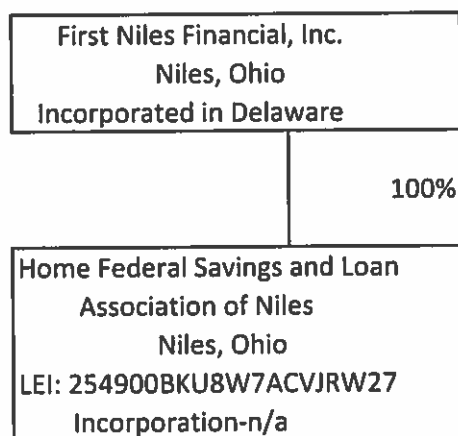 First Niles Financial, Inc.
Niles, Ohio
Incorporated in Delaware
100%
Home Federal Savings and Loan
Association of Niles
Niles, Ohio
LEI: 254900BKU8W7ACVJRW27
Incorporation-n/a